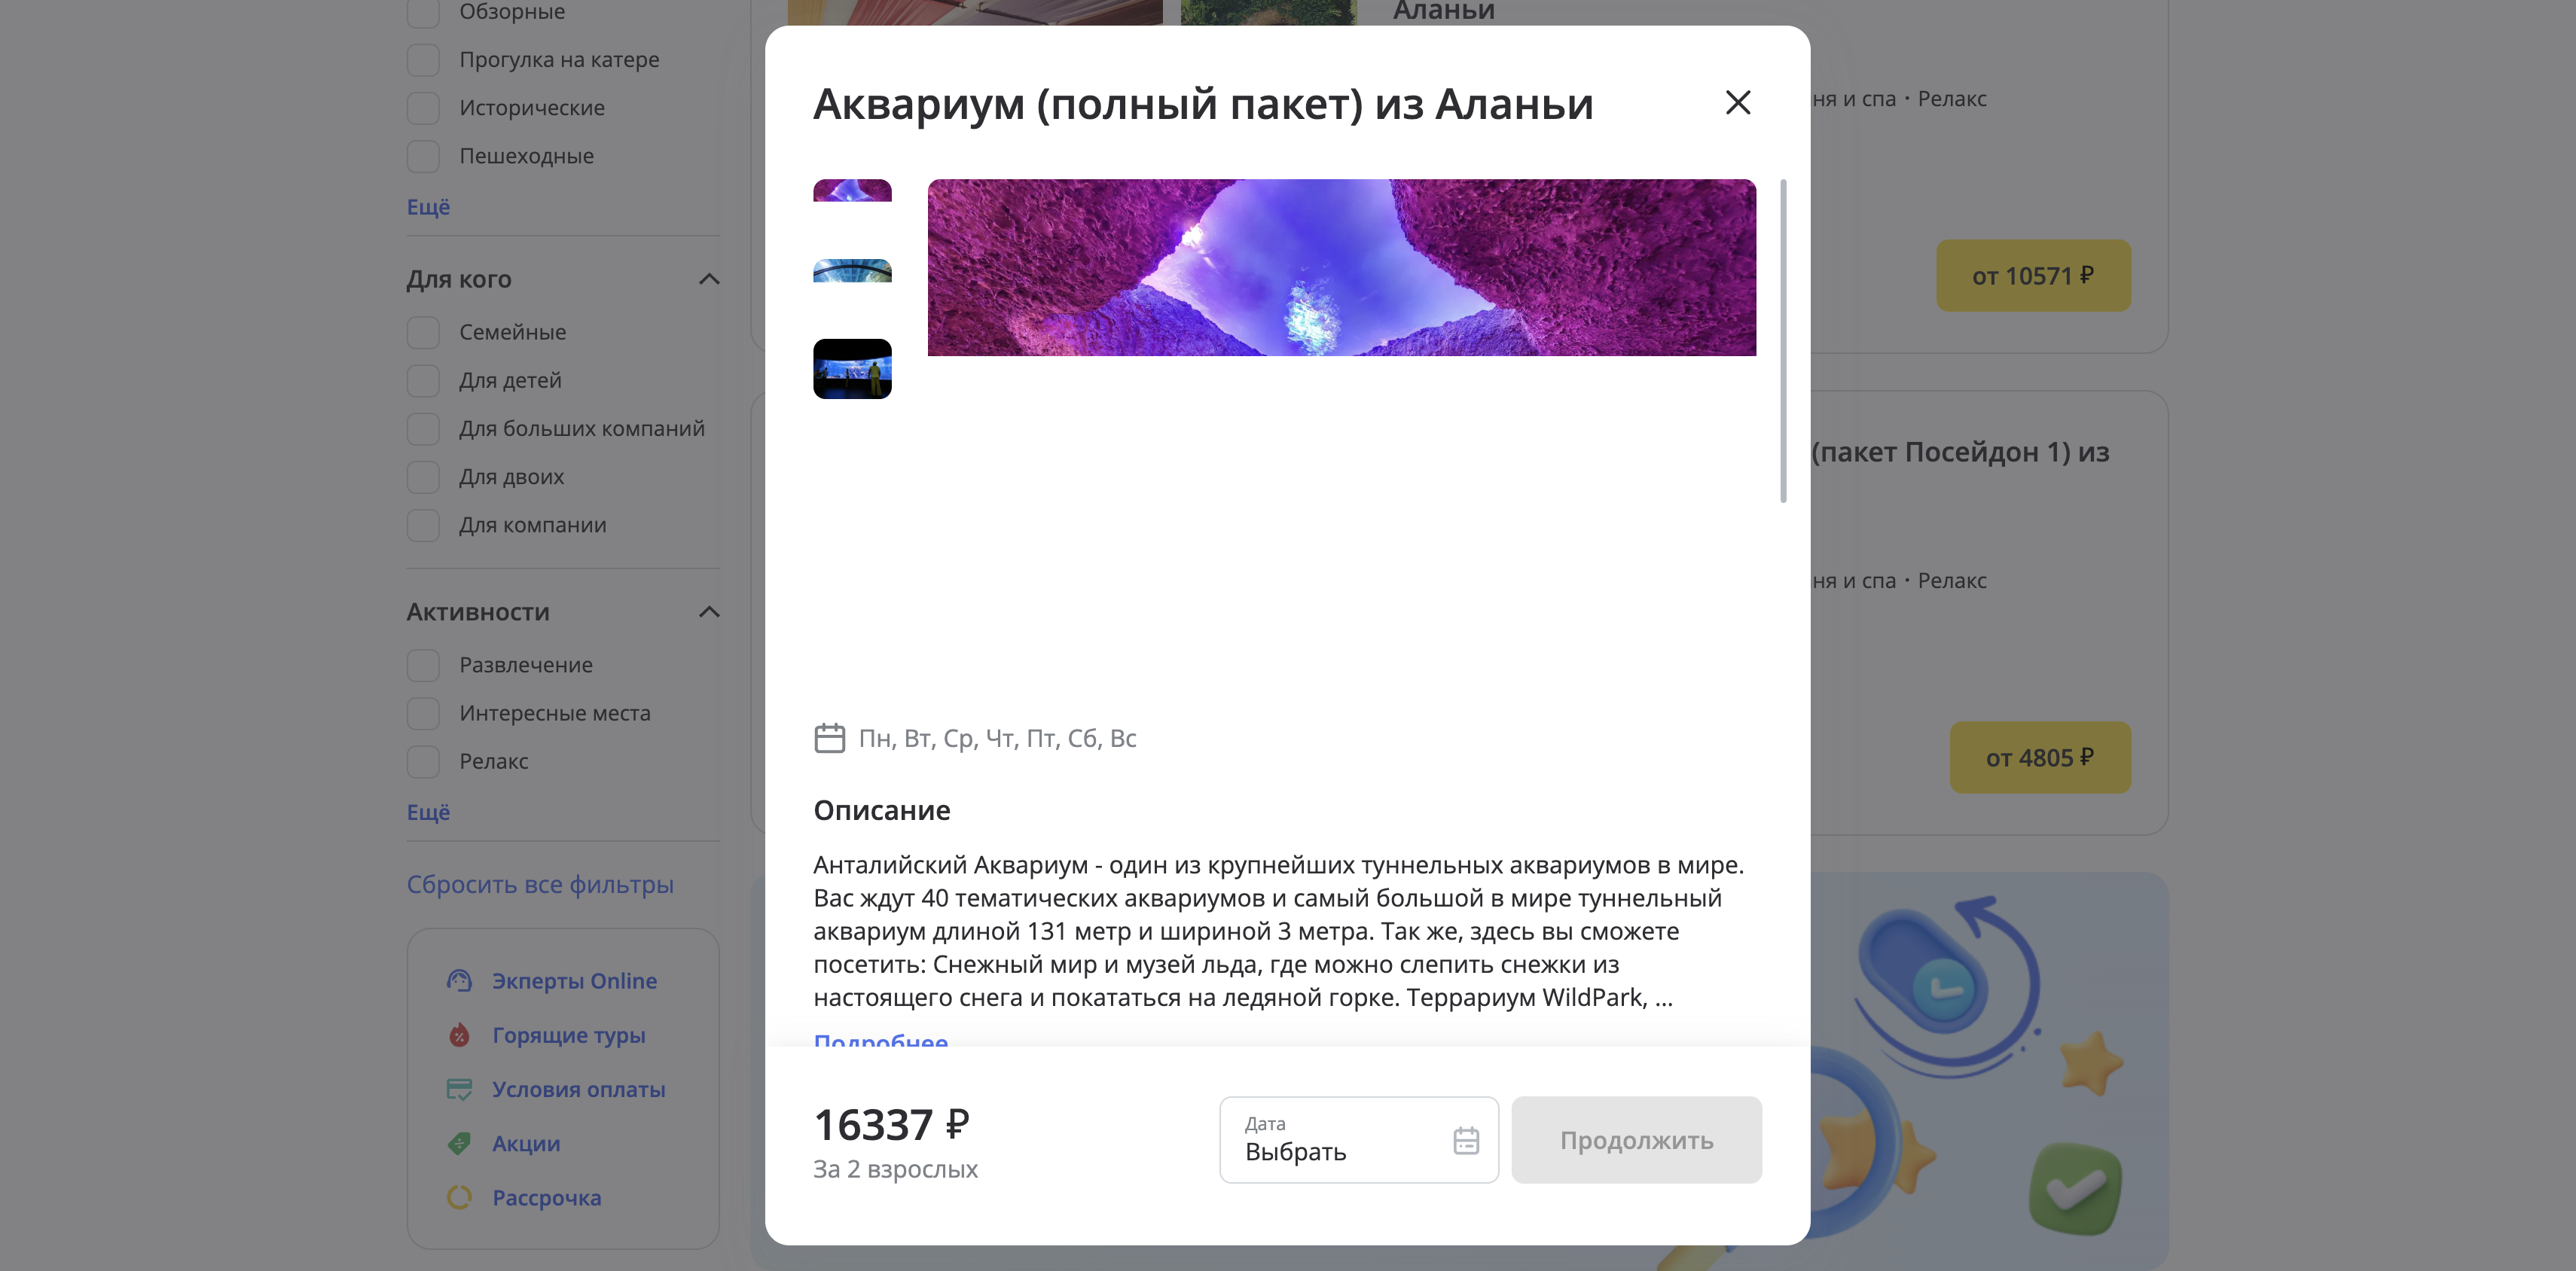 Обзорные
Прогулка на катере
Исторические
Пешеходные
Ещё
Для кого
Семейные
Для детей
Для больших компаний
Для двоих
Для компании
Активности
Развлечение
Интересные места
Релакс
Ещё
Сбросить все фильтры
Экперты Online
Горящие туры
Условия оплаты
Акции
Рассрочка
Аланьи
Аквариум (полный пакет) из Аланьи
Пн, Вт, Ср, Чт, Пт, Сб, Вс
Описание
Анталийский Аквариум - один из крупнейших туннельных аквариумов в мире.
Вас ждут 40 тематических аквариумов и самый большой в мире туннельный
аквариум длиной 131 метр и шириной 3 метра. Так же, здесь вы сможете
посетить: Снежный мир и музей льда, где можно слепить снежки из
настоящего снега и покататься на ледяной горке. Террариум WildPark, ...
Подробнее
16337 ₽
За 2 взрослых
Дата
Выбрать
Продолжить
ня и спа • Релакс
от 10571 ₽
(пакет Посейдон 1) из
ня и спа • Релакс
от 4805 ₽